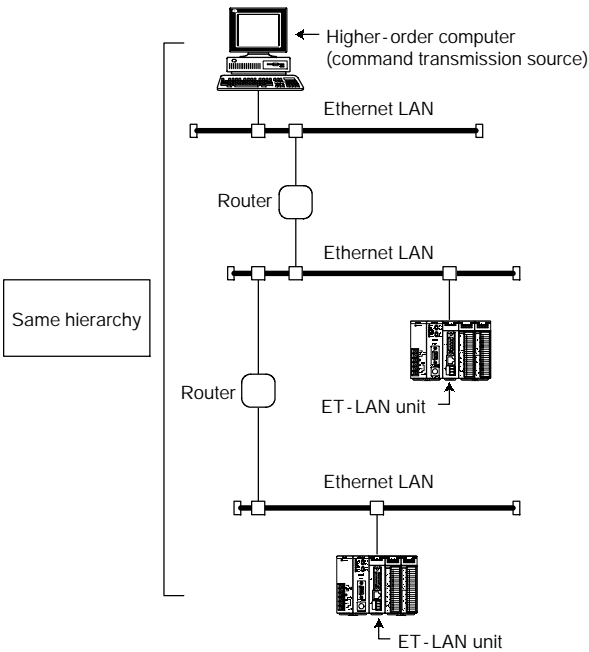 Higher-order computer
(command transmission source)
Ethernet LAN
Router
Ethernet LAN
Same hierarchy
ET-LAN unit
Router
Ethernet LAN
ET-LAN unit